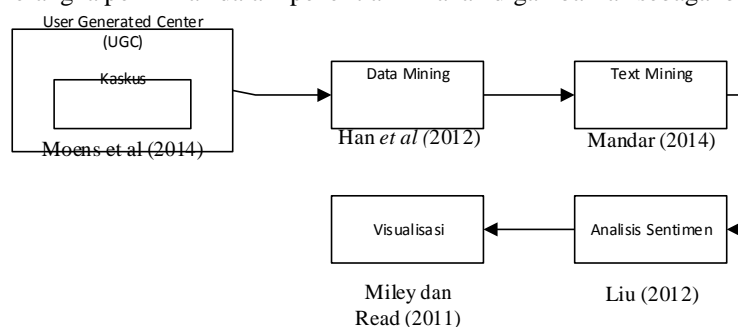 User Generated Center
(UGC)
Kaskus
Moens et al (2014)
Data Mining
Han et al (2012)
Text Mining
Mandar (2014)
Visualisasi
Miley dan
Read (2011)
Analisis Sentimen
Liu (2012)